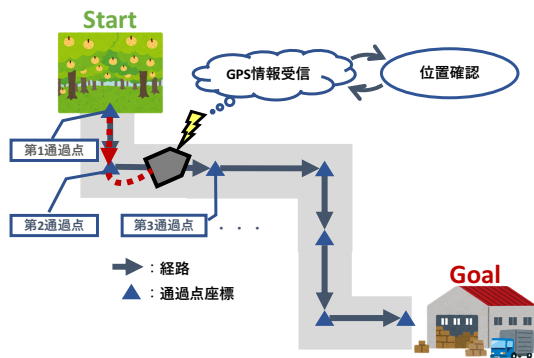 Start
GPS情報受信
位置確認
第1通過点
第2通過点
第3通過点
・・・
：経路
：通過点座標
Goal